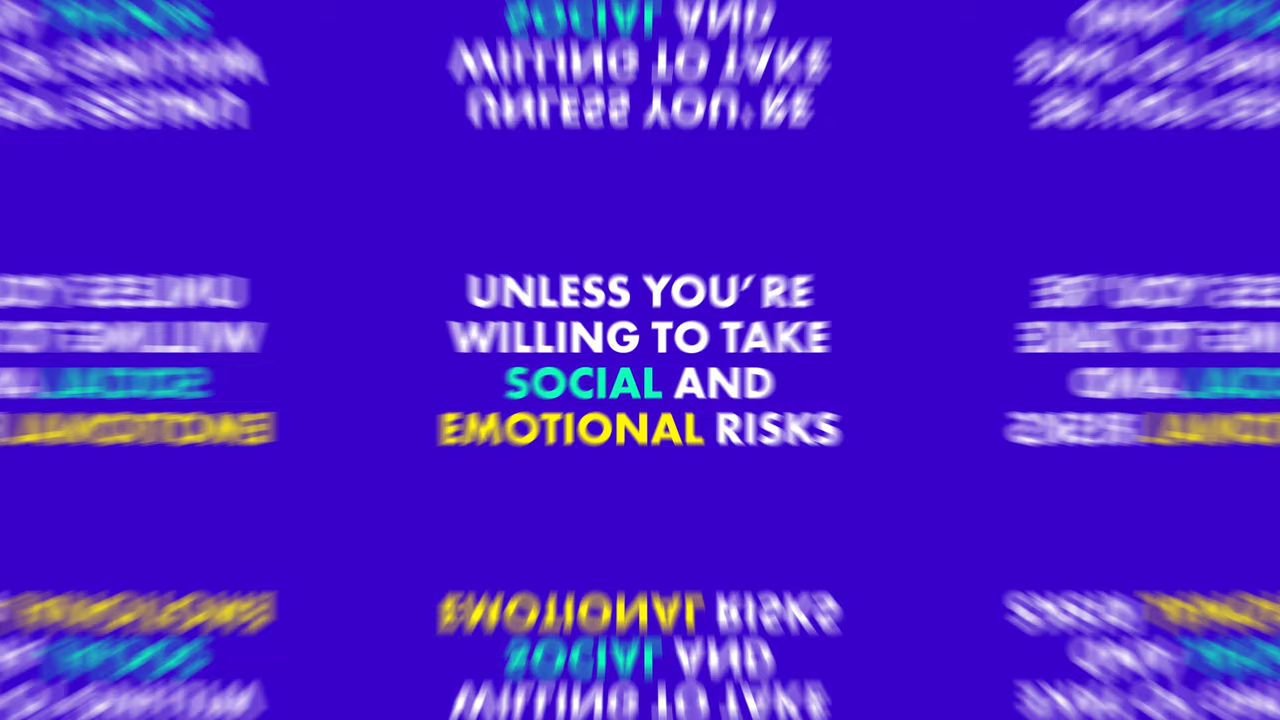 UNLESS YOU'RE
WILLING TO TAKE
SOCIAL AND
EMOTIONAL RISKS